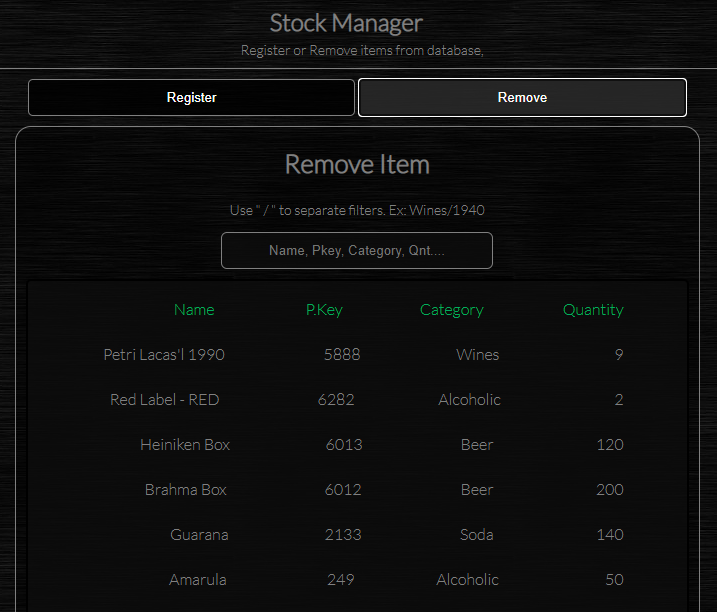 Stock Manager
Register or Remove items from database,
Register Remove
Remove Item
Use " / " to separate filters. Ex: Wines/1940
Name, Pkey, Category, Qnt....
Name P.Key Category Quantity
Petri Lacas'l 1990 5888 Wines 9
Red Label - RED 6282 Alcoholic 2
Heiniken Box 6013 Beer 120
Brahma Box 6012 Beer 200
Guarana 2133 Soda 140
Amarula 249 Alcoholic 50